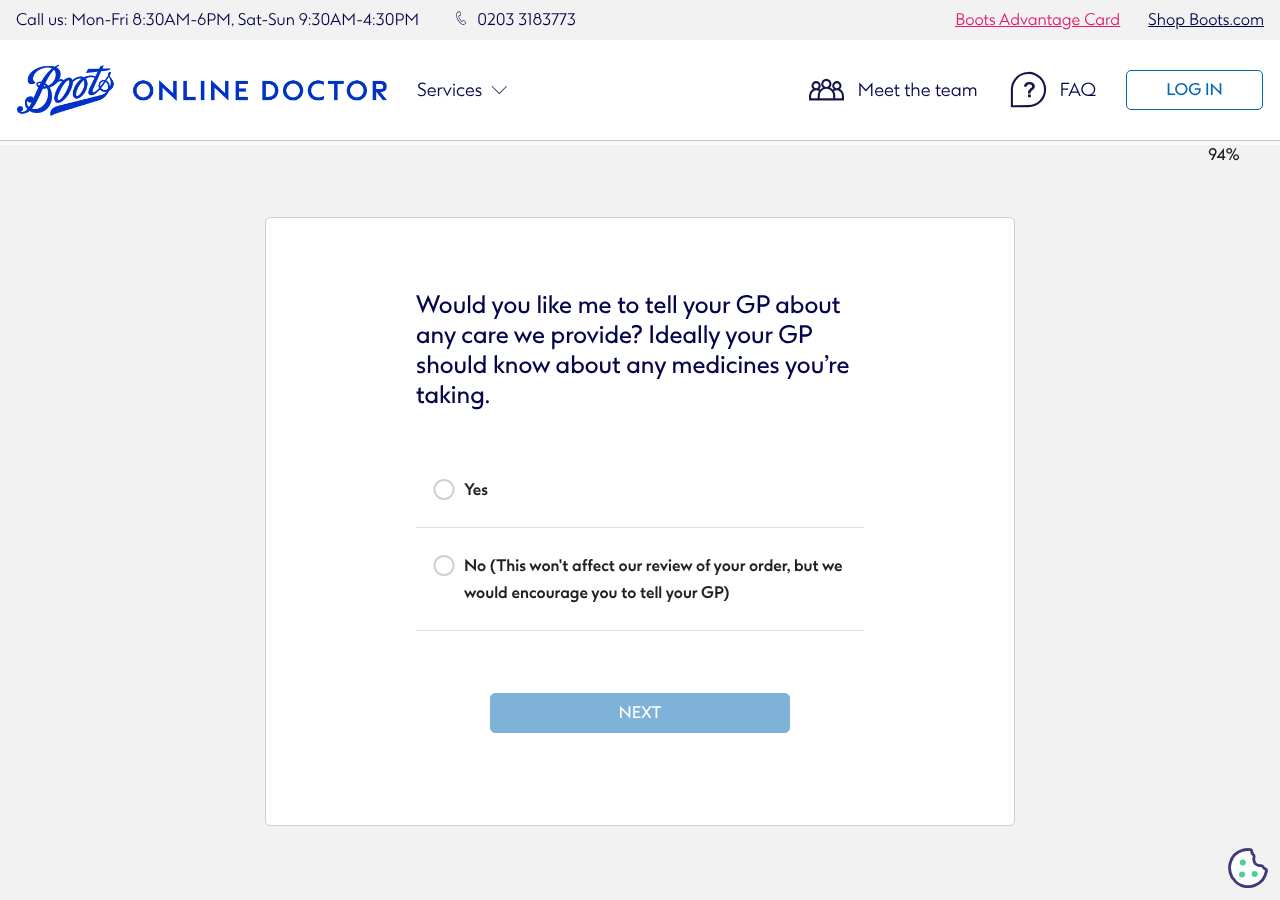 Call us: Mon-Fri 8:30AM-6PM, Sat-Sun 9:30AM-4:30PM 0203 3183773 Boots Advantage Card Shop Boots.com
Boots ONLINE DOCTOR Services Meet the team ? FAQ LOG IN
94%
Would you like me to tell your GP about
any care we provide? Ideally your GP
should know about any medicines you’re
taking.
Yes
No (This won't affect our review of your order, but we
would encourage you to tell your GP)
NEXT